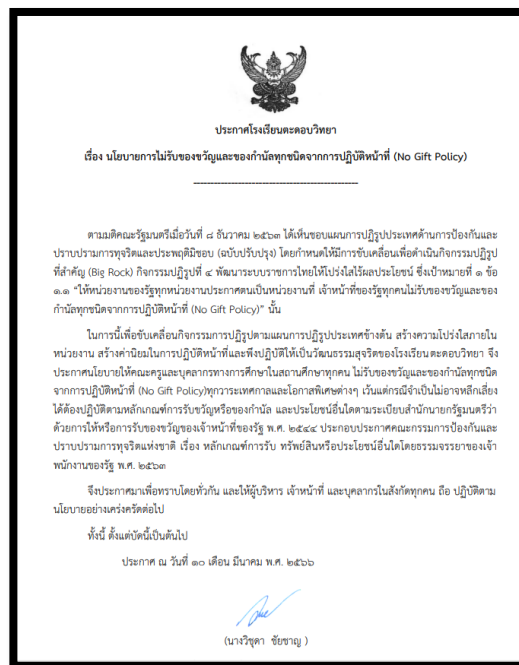 ประกาศโรงเรียนตะดอบวิทยา
เรื่อง นโยบายการไม่รับของขวัญและของกำนัลทุกชนิดจากการปฏิบัติหน้าที่ (No Gift Policy)
ตามมติคณะรัฐมนตรีเมื่อวันที่ ๘ ธันวาคม ๒๕๖๓ ได้เห็นชอบแผนการปฏิรูปประเทศด้านการป้องกันและ
ปราบปรามการทุจริตและประพฤติมิชอบ (ฉบับปรับปรุง) โดยกำหนดให้มีการขับเคลื่อนเพื่อดำเนินกิจกรรมปฏิรูป
ที่สำคัญ (Big Rock) กิจกรรมปฏิรูปที่ ๔ พัฒนาระบบราชการไทยให้โปร่งใสไร้ผลประโยชน์ ซึ่งเป้าหมายที่ ๑ ข้อ
๑.๑ "ให้หน่วยงานของรัฐทุกหน่วยงานประกาศตนเป็นหน่วยงานที่ เจ้าหน้าที่ของรัฐทุกคนไม่รับของขวัญและของ
กำนัลทุกชนิดจากการปฏิบัติหน้าที่ (No Gift Policy)" นั้น
ในการนี้เพื่อขับเคลื่อนกิจกรรมการปฏิรูปตามแผนการปฏิรูปประเทศข้างต้น สร้างความโปร่งใสภายใน
หน่วยงาน สร้างค่านิยมในการปฏิบัติหน้าที่และพึงปฏิบัติให้เป็นวัฒนธรรมสุจริตของโรงเรียนตะดอบวิทยา จึง
ประกาศนโยบายให้คณะครูและบุคลากรทางการศึกษาในสถานศึกษาทุกคน ไม่รับของขวัญและของกำนัลทุกชนิด
จากการปฏิบัติหน้าที่ (No Gift Policy)ทุกวาระเทศกาลและโอกาสพิเศษต่างๆ เว้นแต่กรณีจำเป็นไม่อาจหลีกเลี่ยง
ได้ต้องปฏิบัติตามหลักเกณฑ์การรับขวัญหรือของกำนัล และประโยชน์อื่นใดตามระเบียบสำนักนายกรัฐมนตรีว่า
ด้วยการให้หรือการรับของขวัญของเจ้าหน้าที่ของรัฐ พ.ศ. ๒๕๔๔ ประกอบประกาศคณะกรรมการป้องกันและ
ปราบปรามการทุจริตแห่งชาติ เรื่อง หลักเกณฑ์การรับ ทรัพย์สินหรือประโยชน์อื่นใดโดยธรรมจรรยาของเจ้า
พนักงานของรัฐ พ.ศ. ๒๕๖๓
จึงประกาศมาเพื่อทราบโดยทั่วกัน และให้ผู้บริหาร เจ้าหน้าที่ และบุคลากรในสังกัดทุกคน ถือ ปฏิบัติตาม
นโยบายอย่างเคร่งครัดต่อไป
ทั้งนี้ ตั้งแต่บัดนี้เป็นต้นไป
ประกาศ ณ วันที่ ๑๐ เดือน มีนาคม พ.ศ. ๒๕๖๖
(นางวิชุดา ชัยชาญ )